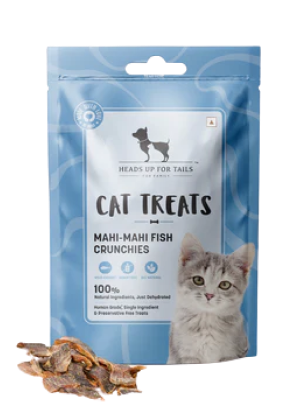 HEADS UP FOR TAILS
CAT TREATS
MAHI-MAHI FISH
CRUNCHIES
100%
Natural Ingredients, Just Dehydrated
Human Grade, Single Ingredient
& Preservative Free Treats